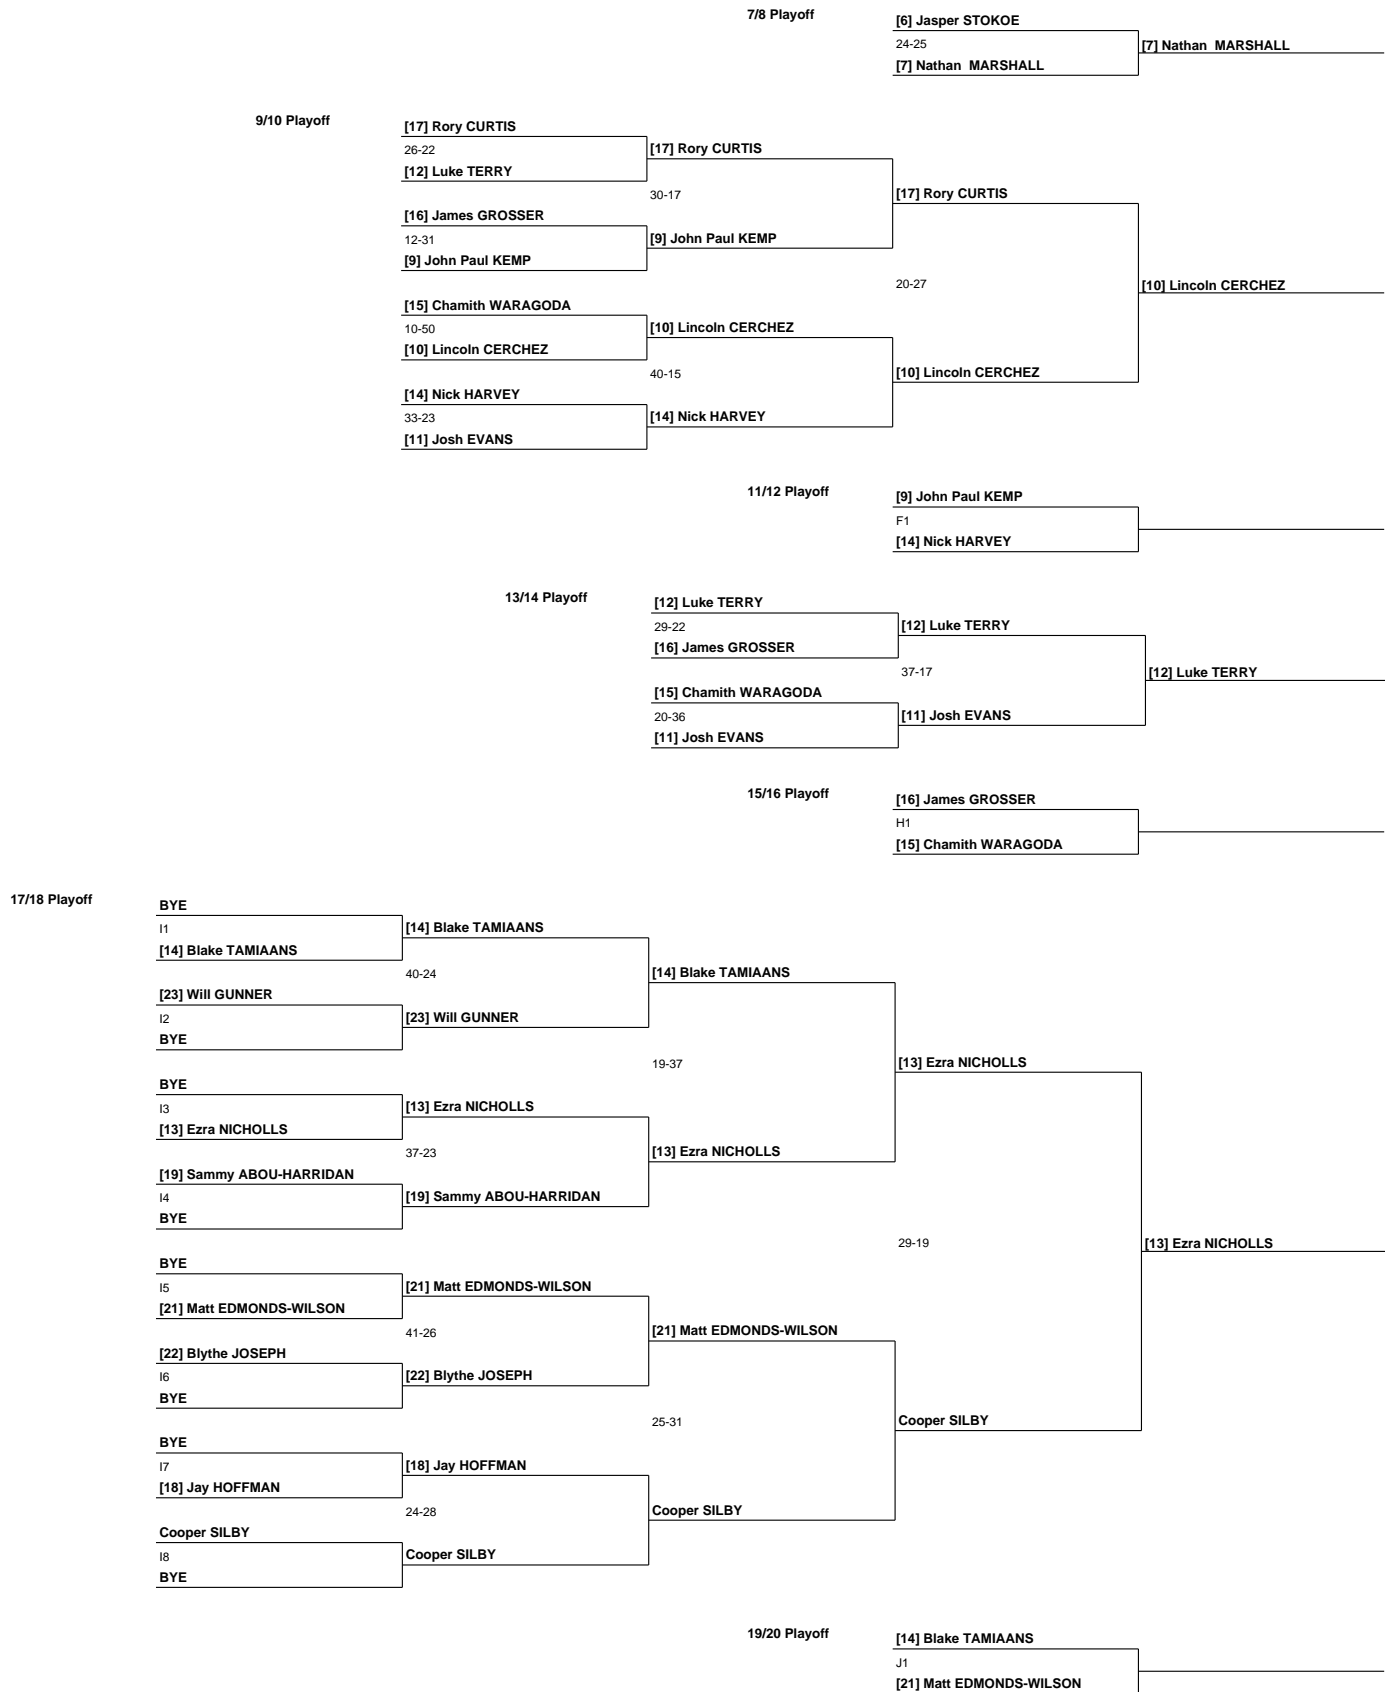 7/8 Playoff
[6] Jasper STOKOE
24-25
[7] Nathan  MARSHALL
[7] Nathan  MARSHALL
9/10 Playoff
[17] Rory CURTIS
26-22
[17] Rory CURTIS
[12] Luke TERRY
30-17
[17] Rory CURTIS
[16] James GROSSER
12-31
[9] John Paul KEMP
[9] John Paul KEMP
20-27
[10] Lincoln CERCHEZ
[15] Chamith WARAGODA
10-50
[10] Lincoln CERCHEZ
[10] Lincoln CERCHEZ
40-15
[10] Lincoln CERCHEZ
[14] Nick HARVEY
33-23
[14] Nick HARVEY
[11] Josh EVANS
11/12 Playoff
[9] John Paul KEMP
F1
[14] Nick HARVEY
13/14 Playoff
[12] Luke TERRY
29-22
[12] Luke TERRY
[16] James GROSSER
37-17
[12] Luke TERRY
[15] Chamith WARAGODA
20-36
[11] Josh EVANS
[11] Josh EVANS
15/16 Playoff
[16] James GROSSER
H1
[15] Chamith WARAGODA
17/18 Playoff
BYE
I1
[14] Blake TAMIAANS
[14] Blake TAMIAANS
40-24
[14] Blake TAMIAANS
[23] Will GUNNER
I2
[23] Will GUNNER
BYE
19-37
[13] Ezra NICHOLLS
BYE
I3
[13] Ezra NICHOLLS
[13] Ezra NICHOLLS
37-23
[13] Ezra NICHOLLS
[19] Sammy ABOU-HARRIDAN
I4
[19] Sammy ABOU-HARRIDAN
BYE
29-19
[13] Ezra NICHOLLS
BYE
I5
[21] Matt EDMONDS-WILSON
[21] Matt EDMONDS-WILSON
41-26
[21] Matt EDMONDS-WILSON
[22] Blythe JOSEPH
I6
[22] Blythe JOSEPH
BYE
25-31
Cooper SILBY
BYE
I7
[18] Jay HOFFMAN
[18] Jay HOFFMAN
24-28
Cooper SILBY
Cooper SILBY
I8
Cooper SILBY
BYE
19/20 Playoff
[14] Blake TAMIAANS
J1
[21] Matt EDMONDS-WILSON